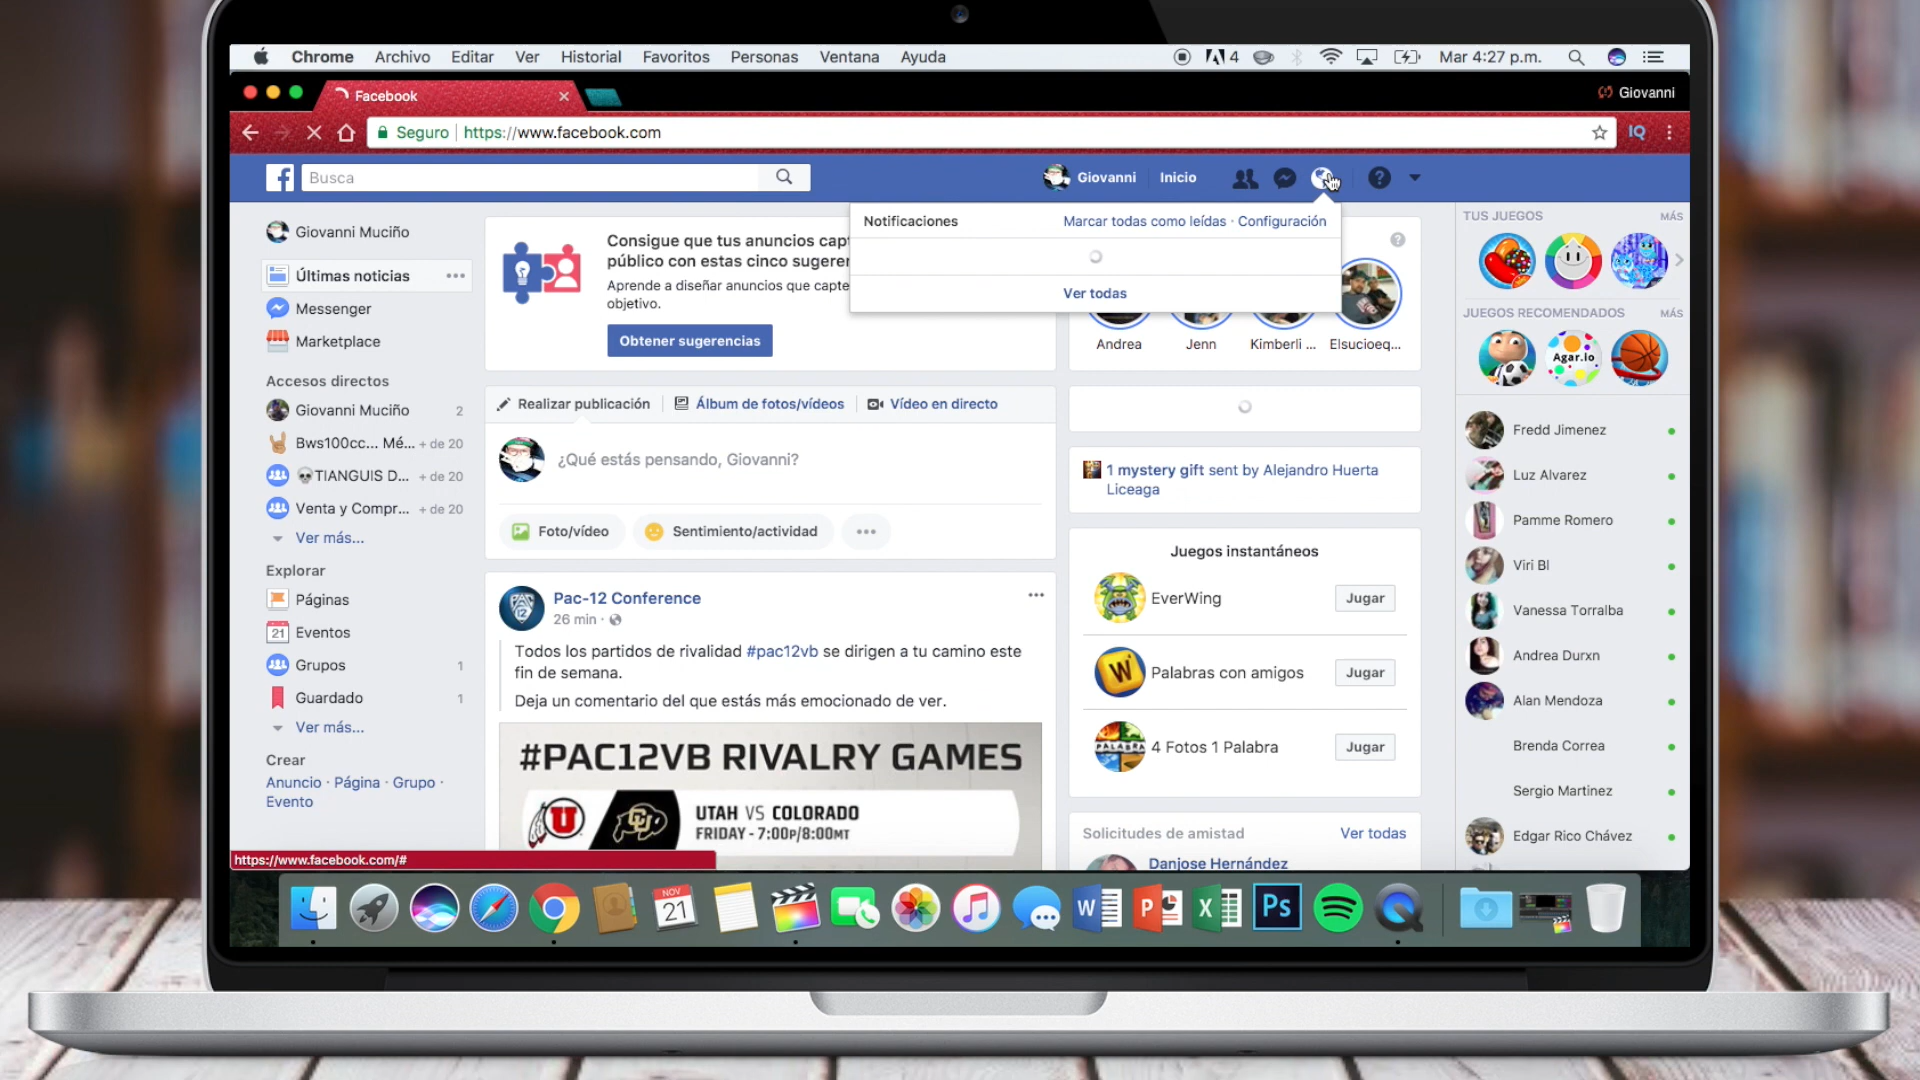 Chrome Archivo Editar Ver Historial Favoritos Personas Ventana Ayuda
4 Mar 4:27 p.m.
Facebook
Giovanni
Seguro https://www.facebook.com
IQ
Busca
Giovanni Inicio
Notificaciones Marcar todas como leídas · Configuración
Ver todas
Giovanni Muciño
Últimas noticias
Messenger
Marketplace
Accesos directos
Giovanni Muciño 2
Bws100cc... Mé... + de 20
TIANGUIS D... + de 20
Venta y Compr... + de 20
Ver más...
Explorar
Páginas
21 Eventos
Grupos 1
Guardado 1
Ver más...
Crear
Anuncio · Página · Grupo ·
Evento
https://www.facebook.com/#
Consigue que tus anuncios capt
público con estas cinco sugerer
Aprende a diseñar anuncios que capte
objetivo.
Obtener sugerencias
Realizar publicación Álbum de fotos/vídeos Vídeo en directo
¿Qué estás pensando, Giovanni?
Foto/vídeo Sentimiento/actividad
Pac-12 Conference
26 min ·
Todos los partidos de rivalidad #pac12vb se dirigen a tu camino este
fin de semana.
Deja un comentario del que estás más emocionado de ver.
#PAC12VB RIVALRY GAMES
U CU UTAH VS COLORADO
FRIDAY - 7:00P/8:00MT
Andrea Jenn Kimberli ... Elsucioeq...
1 mystery gift sent by Alejandro Huerta
Liceaga
Juegos instantáneos
EverWing Jugar
W Palabras con amigos Jugar
PALABRA 4 Fotos 1 Palabra Jugar
Solicitudes de amistad Ver todas
Danjose Hernández
TUS JUEGOS MÁS
JUEGOS RECOMENDADOS MÁS
Agar.io
Fredd Jimenez
Luz Alvarez
Pamme Romero
Viri Bl
Vanessa Torralba
Andrea Durxn
Alan Mendoza
Brenda Correa
Sergio Martinez
Edgar Rico Chávez
NOV
21
W P X Ps